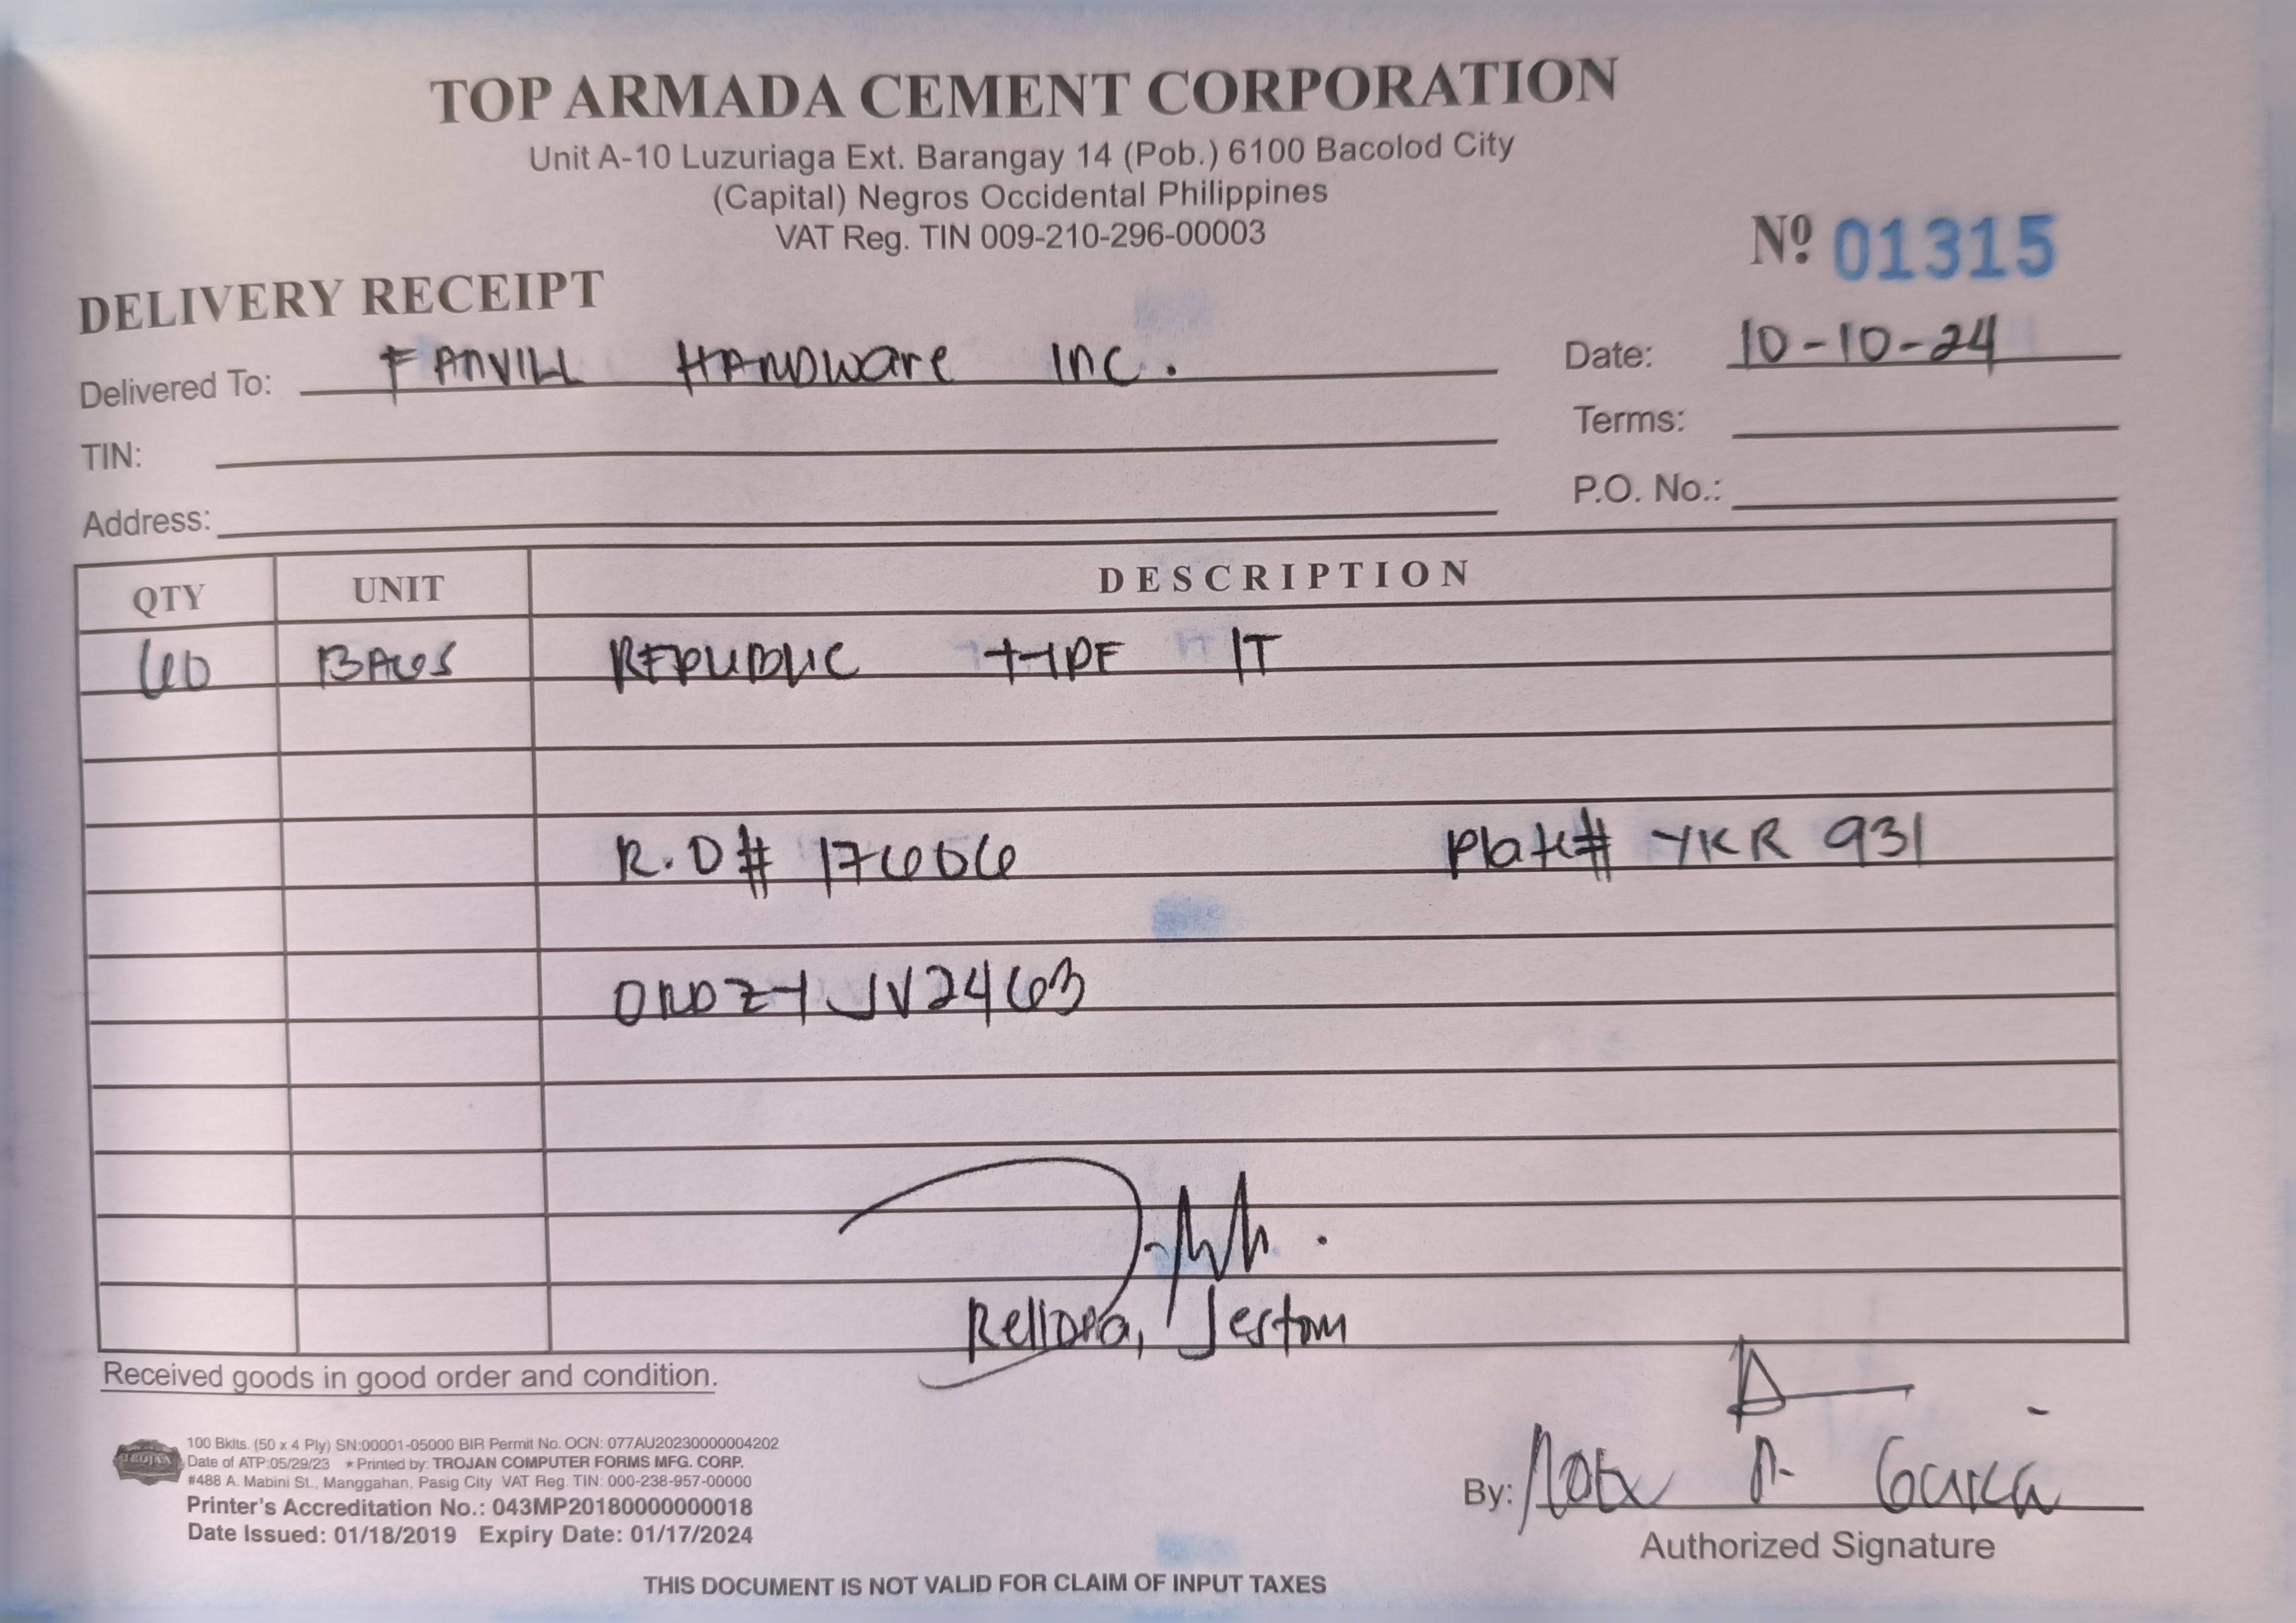 TOP ARMADA CEMENT CORPORATION
Unit A-10 Luzuriaga Ext. Barangay 14 (Pob.) 6100 Bacolod City
(Capital) Negros Occidental Philippines
VAT Reg. TIN 009-210-296-00003
Nº 01315
DELIVERY RECEIPT
Delivered To: FANVILL HARDWare Inc.
Date: 10-10-24
TIN:
Terms:
Address:
P.O. No.:
QTY UNIT DESCRIPTION
60 BAGS REPUBLIC TYPE IT
R.O# 17606 Plate# YKR 931
JV2463
Rellora, Jestom
Received goods in good order and condition.
100 Bklts. (50 x 4 Ply) SN:00001-05000 BIR Permit No. OCN: 077AU20230000004202
Date of ATP:05/29/23 ★Printed by: TROJAN COMPUTER FORMS MFG. CORP.
#488 A. Mabini St., Manggahan, Pasig City VAT Reg. TIN: 000-238-957-00000
Printer's Accreditation No.: 043MP20180000000018
Date Issued: 01/18/2019 Expiry Date: 01/17/2024
TROJAN
By: Garcia
Authorized Signature
THIS DOCUMENT IS NOT VALID FOR CLAIM OF INPUT TAXES